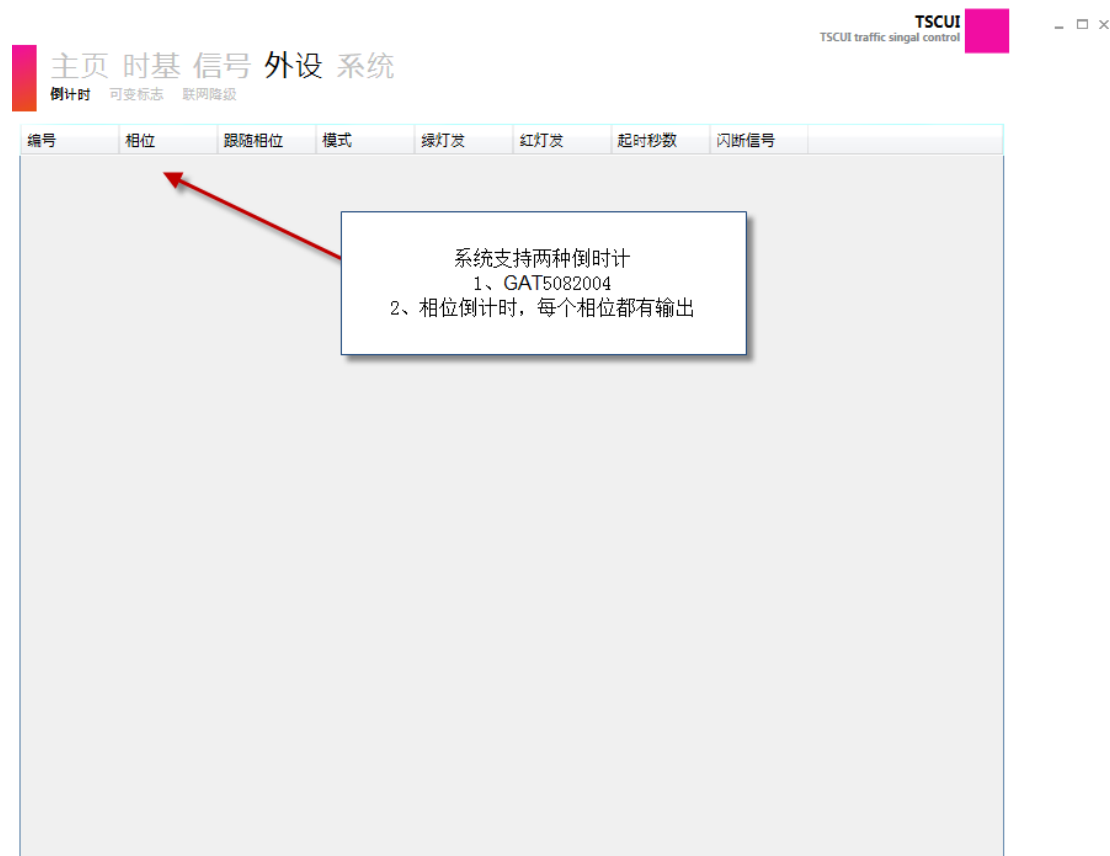 TSCUI
TSCUI traffic singal control
主页 时基 信号 外设 系统
倒计时 可变标志 联网降级
编号 相位 跟随相位 模式 绿灯发 红灯发 起时秒数 闪断信号
系统支持两种倒时计
1、GAT5082004
2、相位倒计时，每个相位都有输出